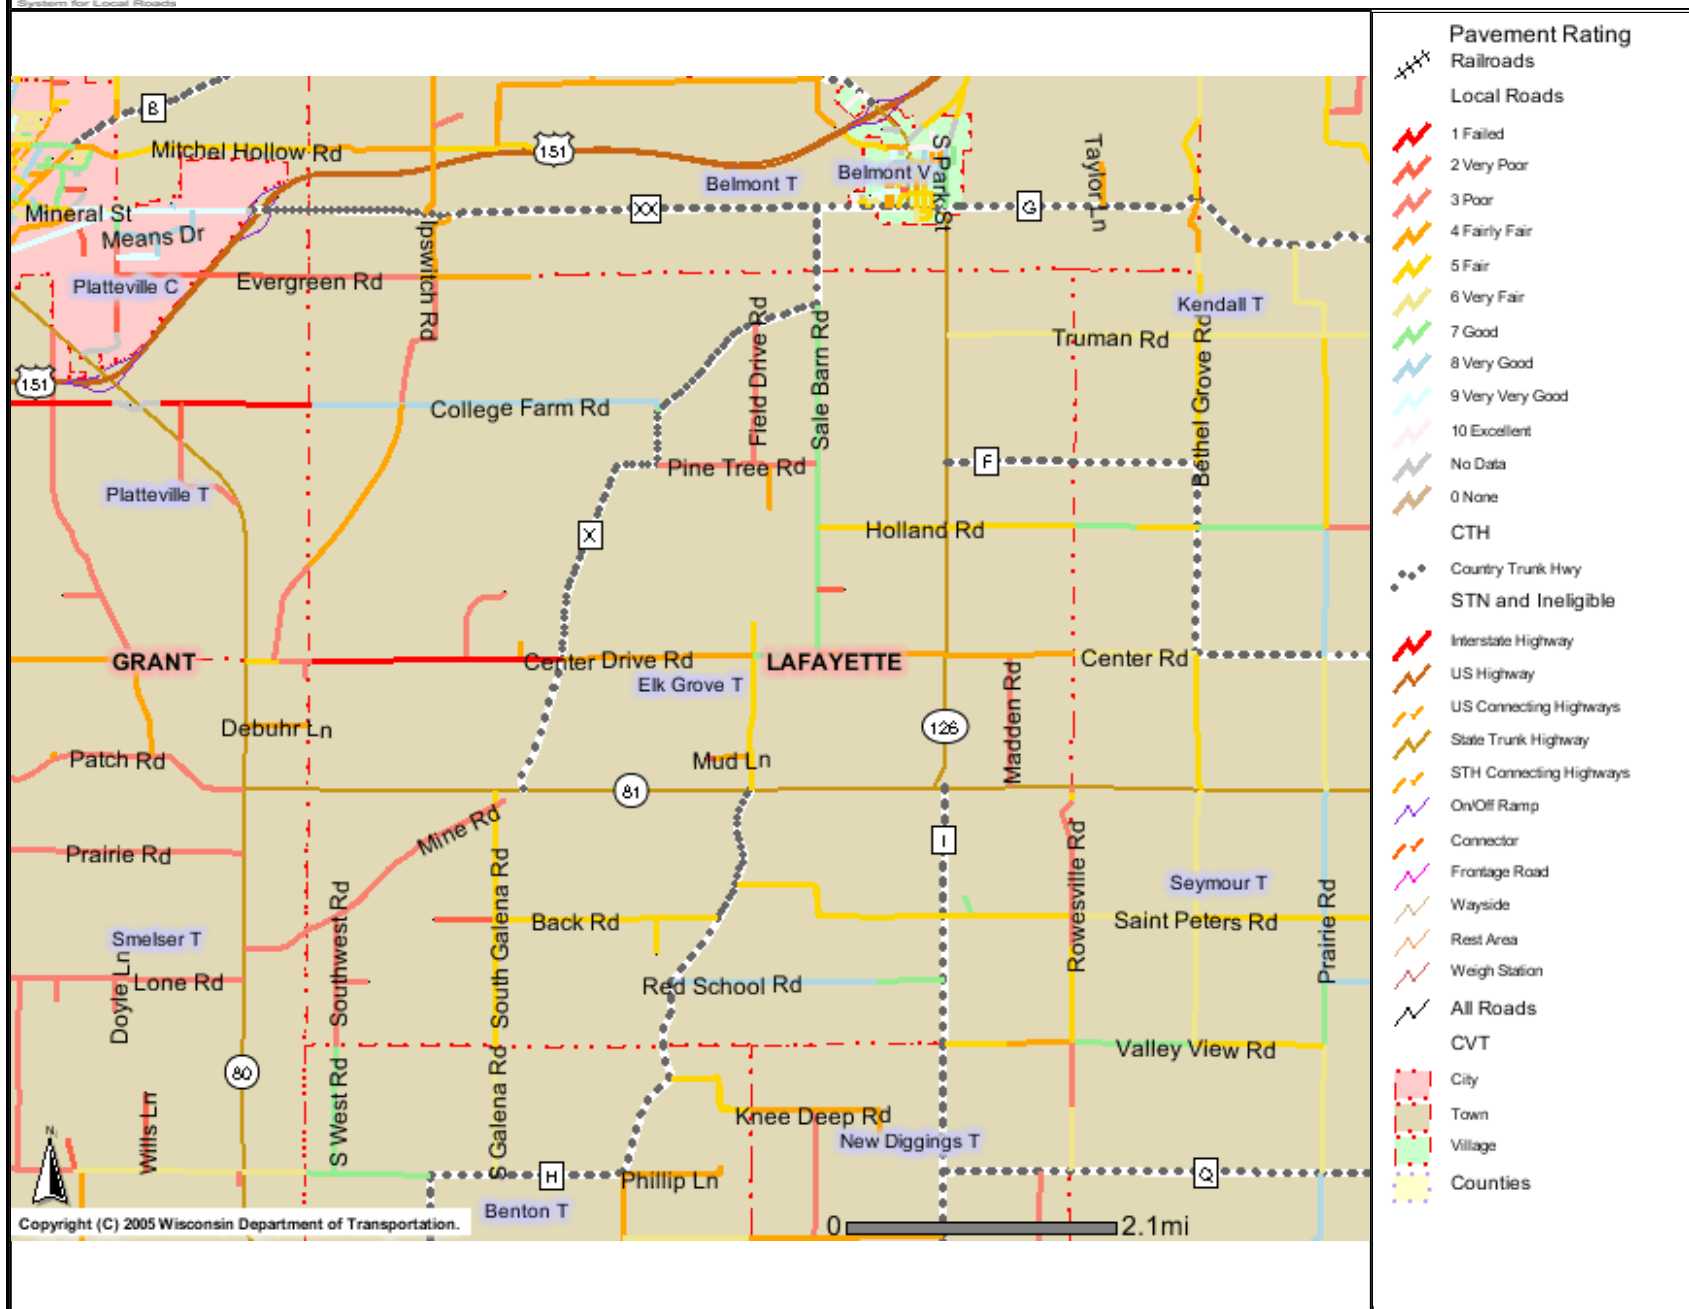 System for Local Roads
B
Mitchel Hollow Rd
151
Belmont T
Belmont V
S Park St
Taylor Ln
Mineral St
XX
G
Means Dr
Ipswitch Rd
Platteville C
Evergreen Rd
Kendall T
Field Drive Rd
Sale Barn Rd
Truman Rd
Bethel Grove Rd
151
College Farm Rd
Pine Tree Rd
F
Platteville T
X
Holland Rd
GRANT
Center Drive Rd
LAFAYETTE
Center Rd
Elk Grove T
Madden Rd
Debuhr Ln
126
Patch Rd
Mud Ln
81
Mine Rd
I
Prairie Rd
Rowesville Rd
Seymour T
Southwest Rd
South Galena Rd
Back Rd
Saint Peters Rd
Prairie Rd
Smelser T
Doyle Ln
Lone Rd
Red School Rd
Valley View Rd
80
S West Rd
S Galena Rd
Wills Ln
Knee Deep Rd
New Diggings T
N
H
Phillip Ln
Q
Benton T
Copyright (C) 2005 Wisconsin Department of Transportation.
0 2.1mi
Pavement Rating
Railroads
Local Roads
1 Failed
2 Very Poor
3 Poor
4 Fairly Fair
5 Fair
6 Very Fair
7 Good
8 Very Good
9 Very Very Good
10 Excellent
No Data
0 None
CTH
Country Trunk Hwy
STN and Ineligible
Interstate Highway
US Highway
US Connecting Highways
State Trunk Highway
STH Connecting Highways
On/Off Ramp
Connector
Frontage Road
Wayside
Rest Area
Weigh Station
All Roads
CVT
City
Town
Village
Counties